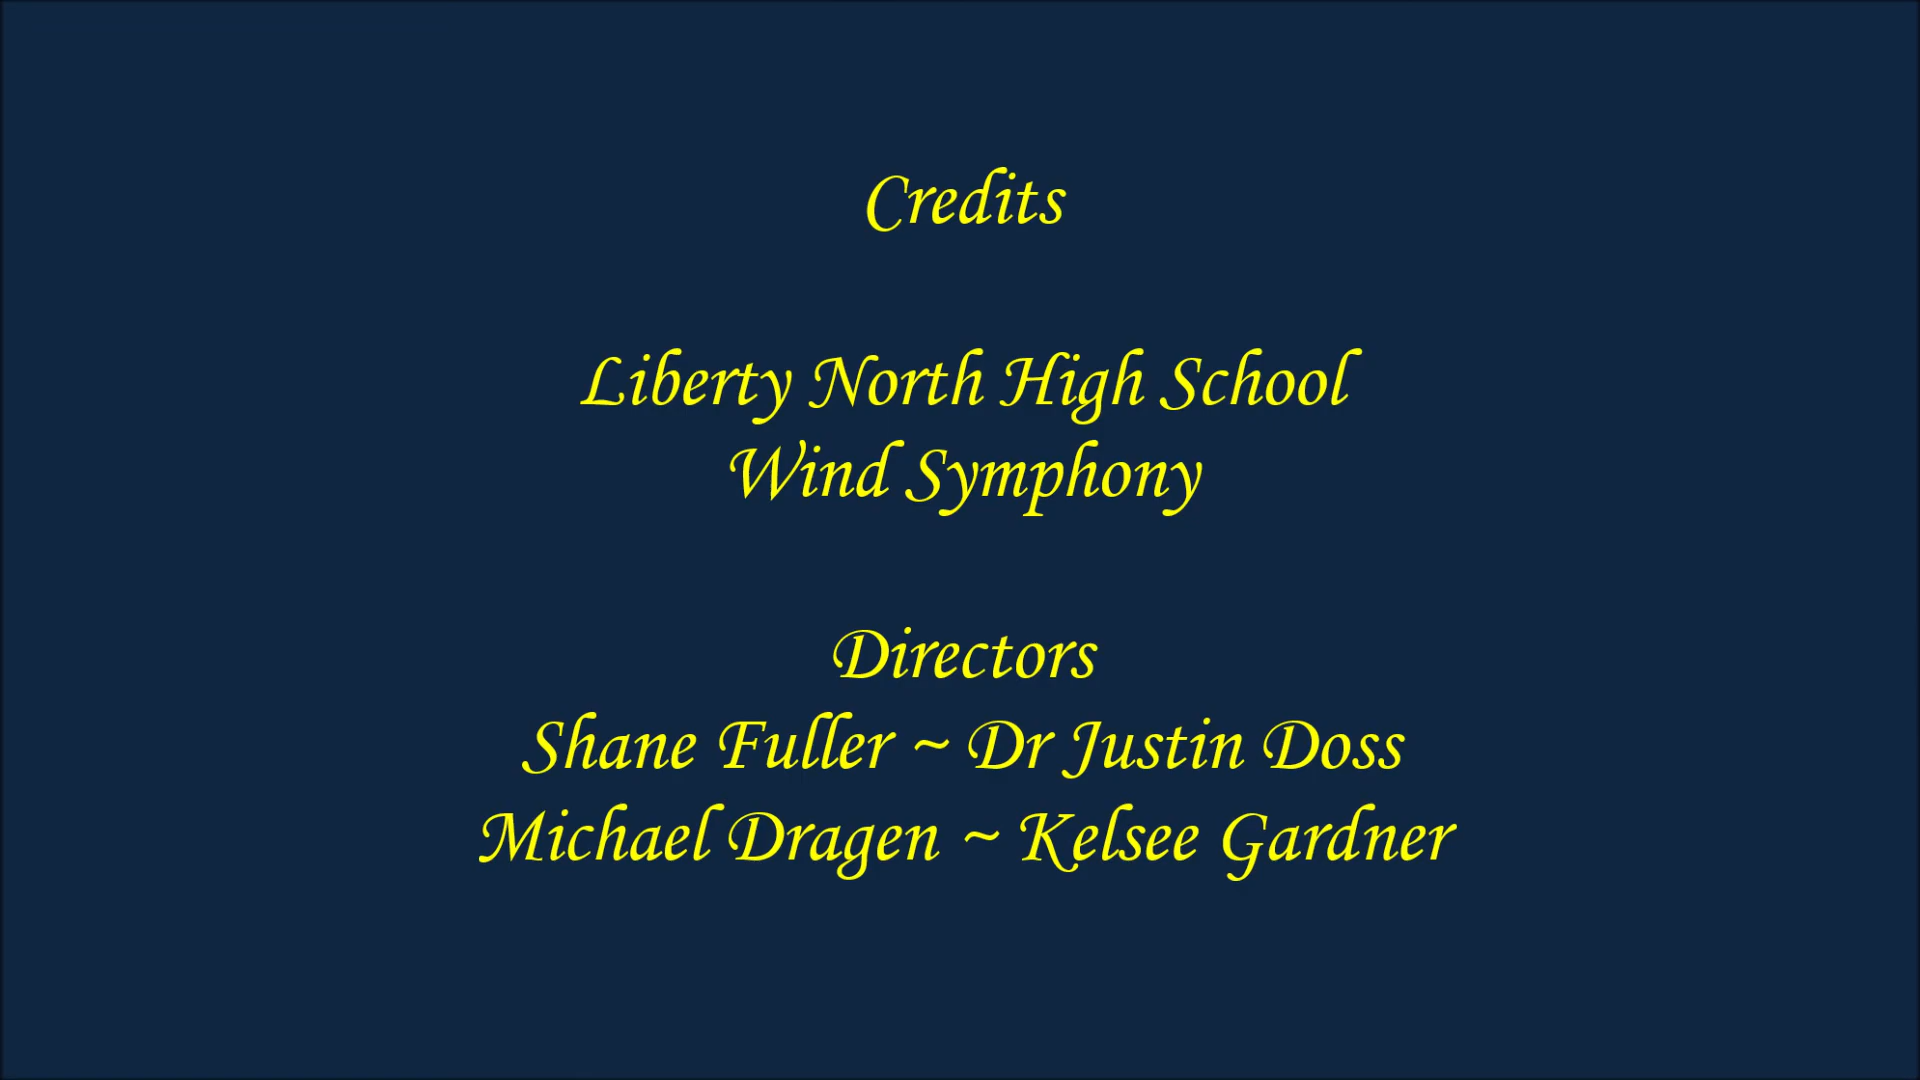 Credits
Liberty North High School
Wind Symphony
Directors
Shane Fuller ~ Dr Justin Doss
Michael Dragen ~ Kelsee Gardner